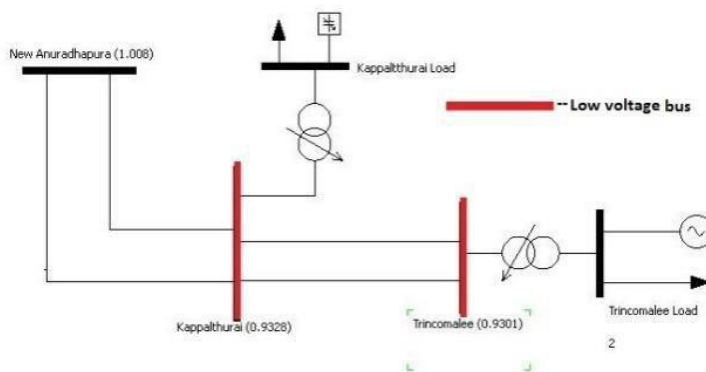 New Anuradhapura (1.008)
Kappaltthurai Load
--Low voltage bus
Kappalthurai (0.9328)
Trincomalee (0.9301)
Trincomalee Load
2